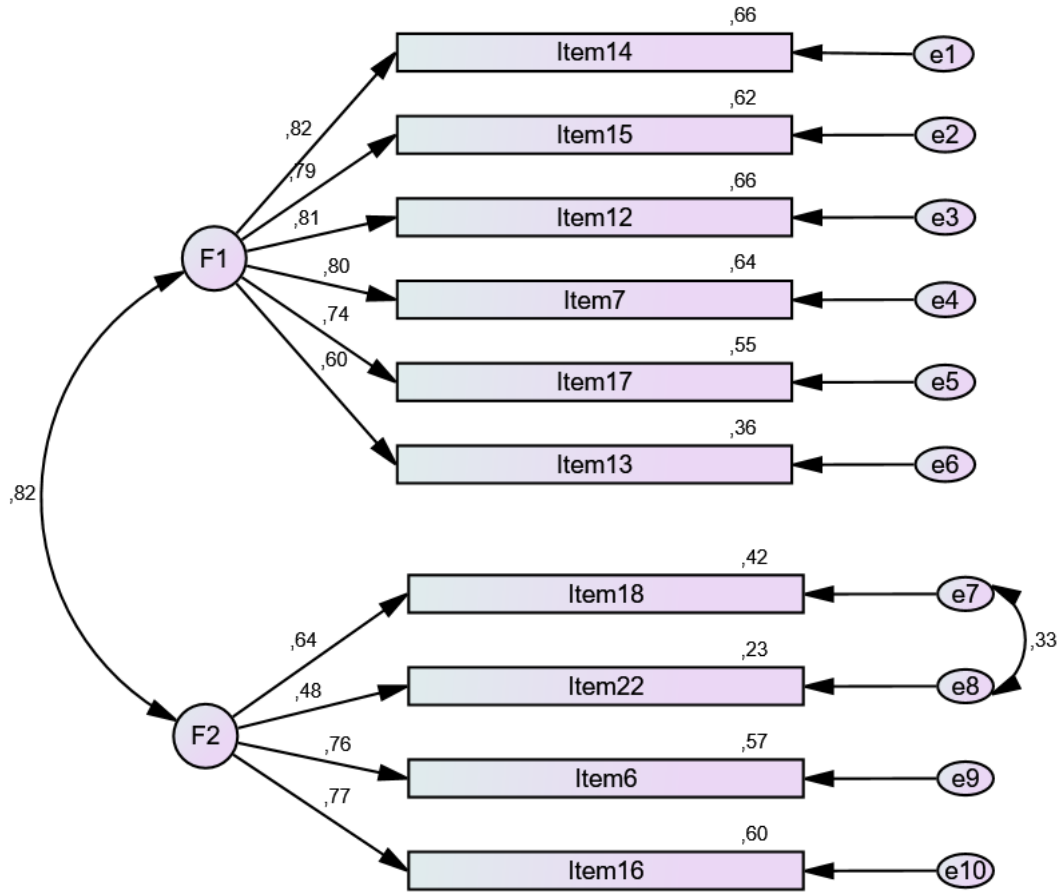 ,66
Item14
e1
,82
,62
Item15
e2
,79
,66
Item12
e3
,81
F1
,64
Item7
e4
,80
,55
Item17
e5
,74
,36
Item13
e6
,60
,82
,42
Item18
e7
,64
,33
,23
Item22
e8
,48
F2
,57
Item6
e9
,76
,60
Item16
e10
,77